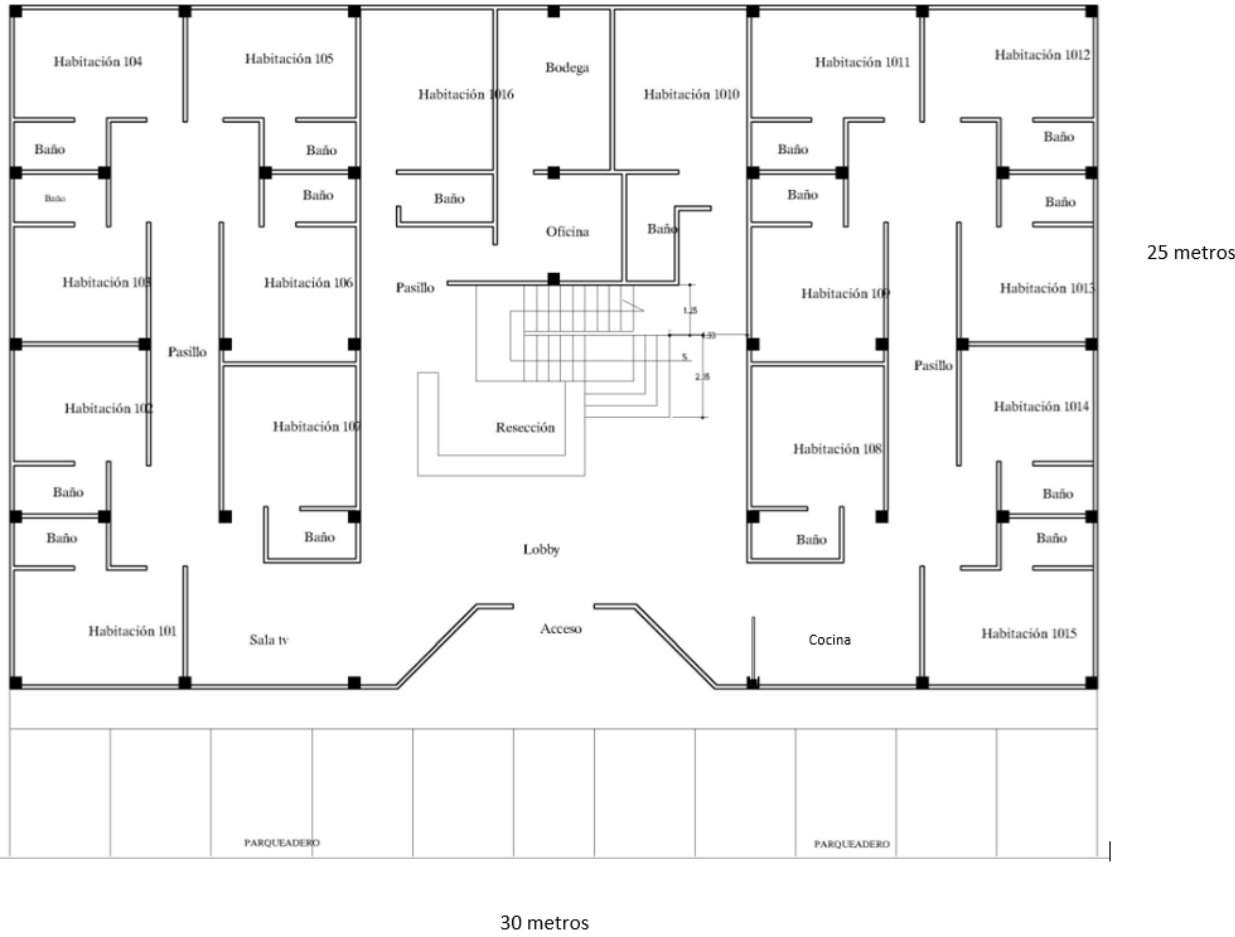 Habitación 104
Habitación 105
Habitación 1016
Bodega
Habitación 1010
Habitación 1011
Habitación 1012
Baño
Baño
Baño
Baño
Baño
Baño
Baño
Baño
Baño
Baño
Oficina
Baño
25 metros
Habitación 103
Habitación 106
Pasillo
Habitación 109
Habitación 1013
1,25
,33
Pasillo
S.
Pasillo
2,35
Habitación 102
Habitación 107
Resección
Habitación 108
Habitación 1014
Baño
Baño
Baño
Baño
Baño
Baño
Lobby
Habitación 101
Sala tv
Acceso
Cocina
Habitación 1015
PARQUEADERO
PARQUEADERO
30 metros